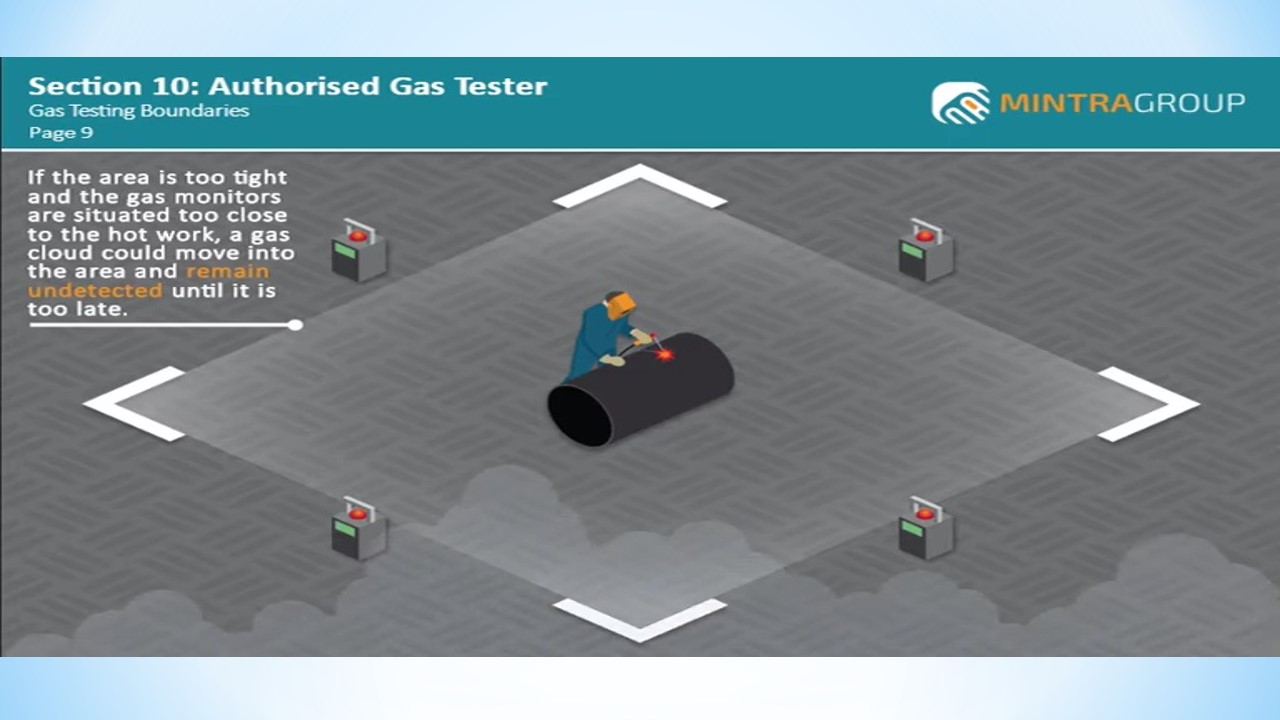 Section 10: Authorised Gas Tester
Gas Testing Boundaries
Page 9
MINTRAGROUP
If the area is too tight
and the gas monitors
are situated too close
to the hot work, a gas
cloud could move into
the area and remain
undetected until it is
too late.